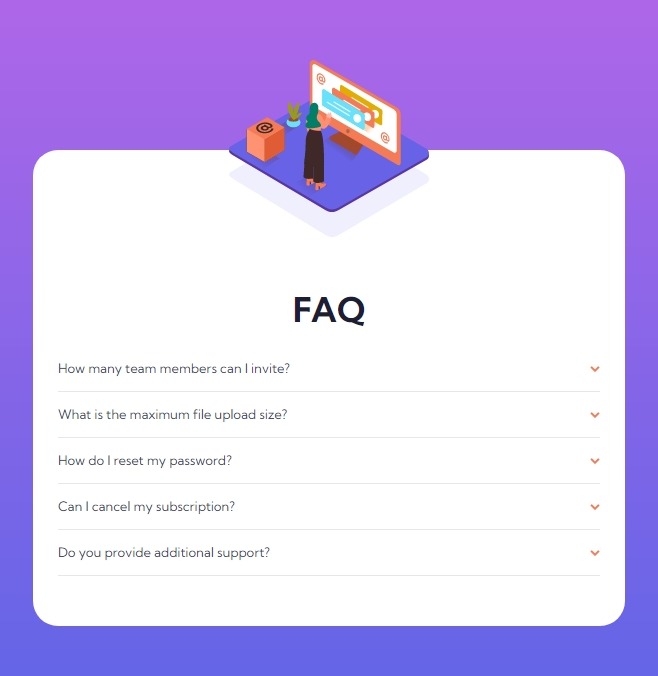 FAQ
How many team members can I invite?
What is the maximum file upload size?
How do I reset my password?
Can I cancel my subscription?
Do you provide additional support?